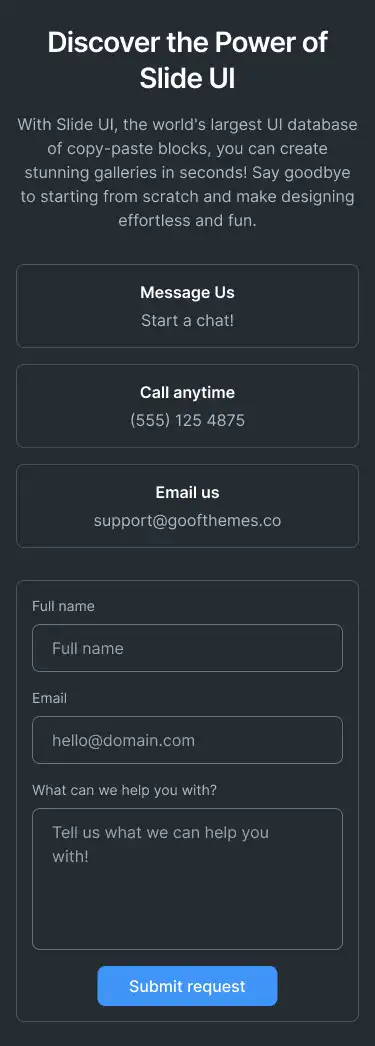 Discover the Power of
Slide UI
With Slide UI, the world's largest UI database
of copy-paste blocks, you can create
stunning galleries in seconds! Say goodbye
to starting from scratch and make designing
effortless and fun.
Message Us
Start a chat!
Call anytime
(555) 125 4875
Email us
support@goofthemes.co
Full name
Full name
Email
hello@domain.com
What can we help you with?
Tell us what we can help you
with!
Submit request